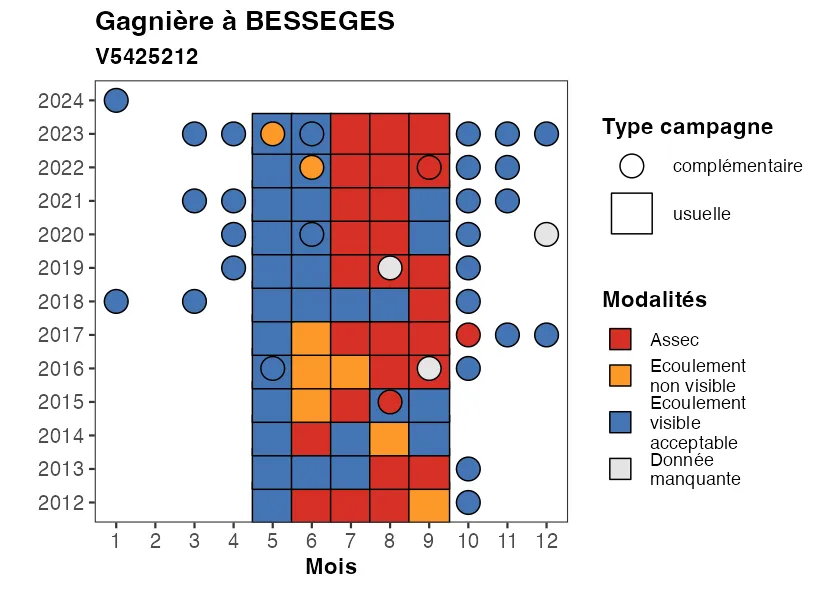 Gagnière à BESSEGES
V5425212
2024
2023
2022
2021
2020
2019
2018
2017
2016
2015
2014
2013
2012
1 2 3 4 5 6 7 8 9 10 11 12
Mois
Type campagne
complémentaire
usuelle
Modalités
Assec
Ecoulement
non visible
Ecoulement
visible
acceptable
Donnée
manquante